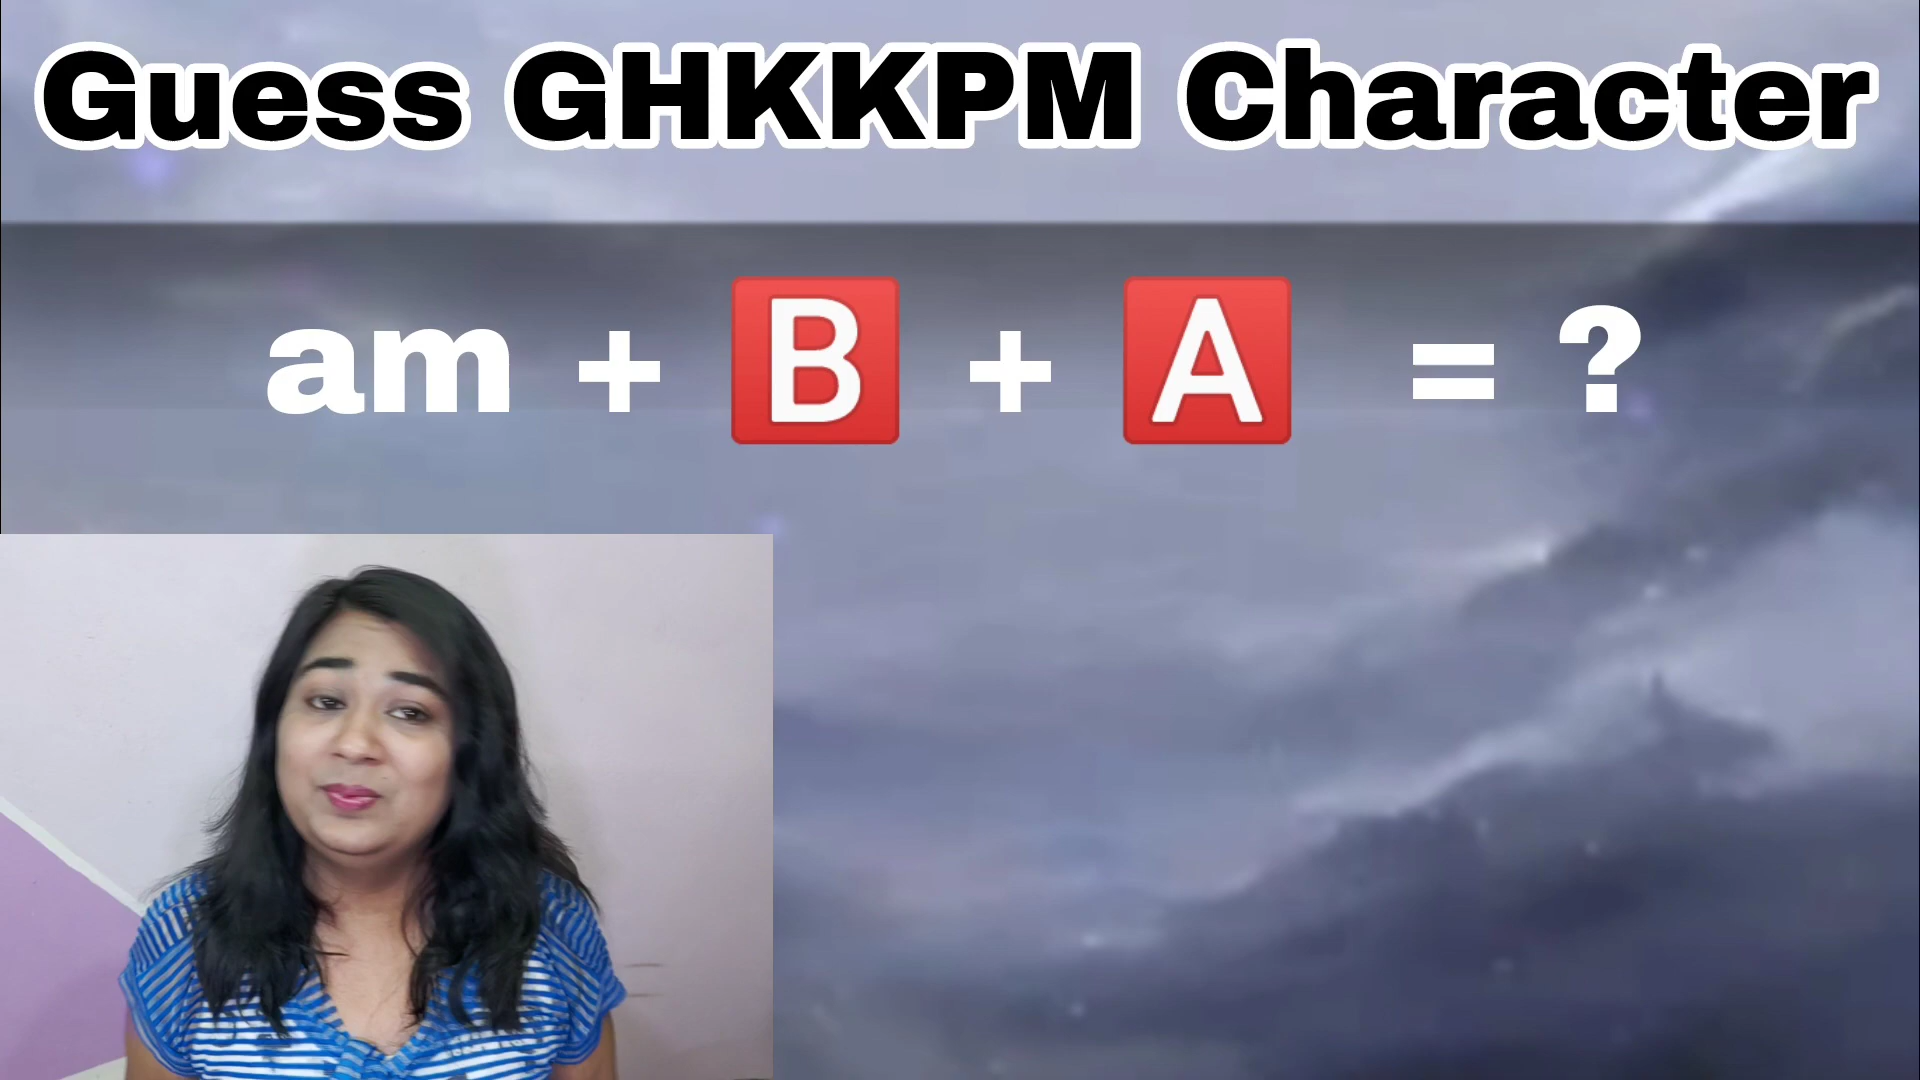 Guess GHKKPM Character
am + B + A = ?